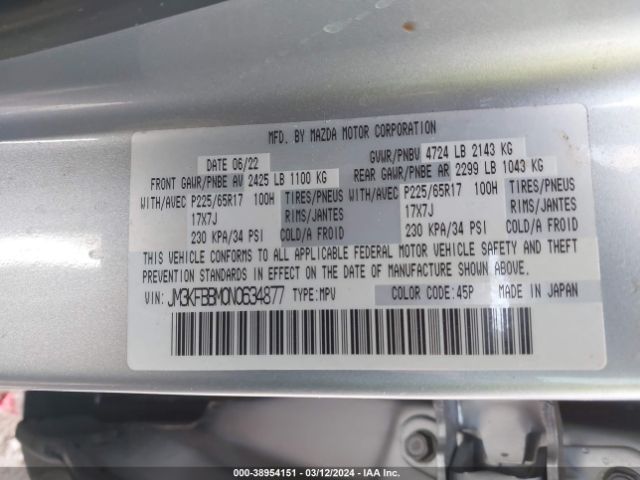 MFD. BY MAZDA MOTOR CORPORATION
DATE 06/22 GVWR/PNBV 4724 LB 2143 KG
FRONT GAWR/PNBE AV 2425 LB 1100 KG REAR GAWR/PNBE AR 2299 LB 1043 KG
WITH/AVEC P225/65R17 100H TIRES/PNEUS WITH/AVEC P225/65R17 100H TIRES/PNEUS
17X7J RIMS/JANTES 17X7J RIMS/JANTES
230 KPA/34 PSI COLD/A FROID 230 KPA/34 PSI COLD/A FROID
THIS VEHICLE CONFORMS TO ALL APPLICABLE FEDERAL MOTOR VEHICLE SAFETY AND THEFT
PREVENTION STANDARDS IN EFFECT ON THE DATE OF MANUFACTURE SHOWN ABOVE.
VIN: JM3KFBBM0N0634877 TYPE:MPV COLOR CODE:45P MADE IN JAPAN
000-38954151 - 03/12/2024 - IAA Inc.